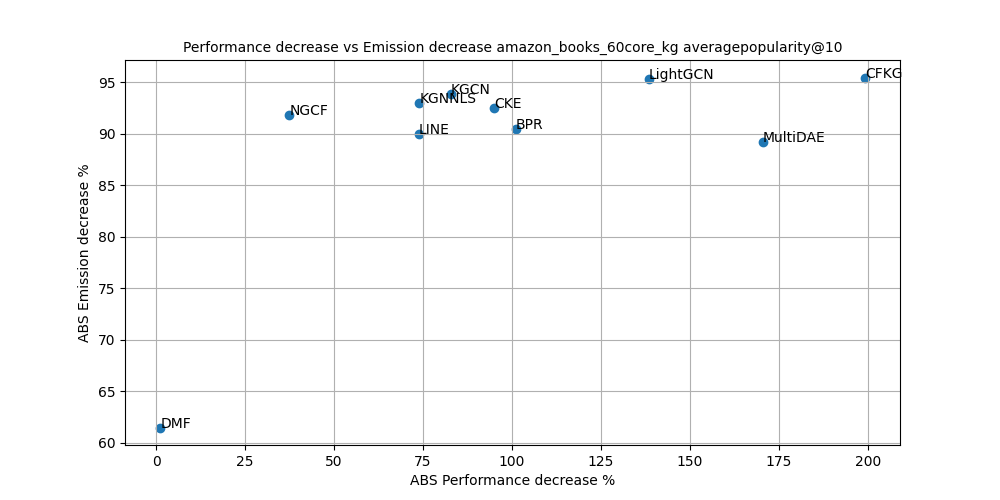 Performance decrease vs Emission decrease amazon_books_60core_kg averagepopularity@10
ABS Emission decrease %
95
90
85
80
75
70
65
60
LightGCN
CFKG
KGCN
KGNNLS
CKE
NGCF
BPR
LINE
MultiDAE
DMF
0
25
50
75
100
125
150
175
200
ABS Performance decrease %